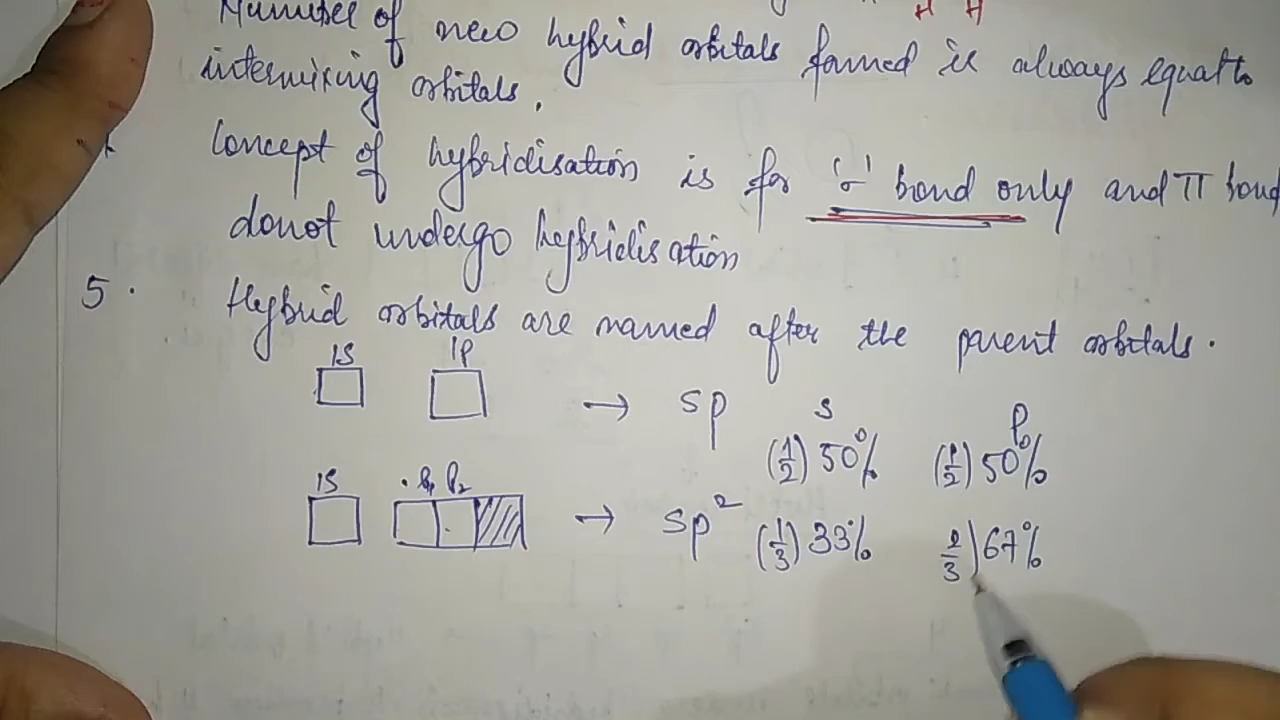 H H
Number of new hybrid orbitals formed is always equal to
intermixing orbitals.
Concept of hybridisation is for 'σ' bond only and π bond
donot undergo hybridisation
5. Hybrid orbitals are named after the parent orbitals.
1S 1P → sp s p
(1/2) 50% (1/2) 50%
1S P₁ P₂ → sp² (1/3) 33% 2/3) 67%